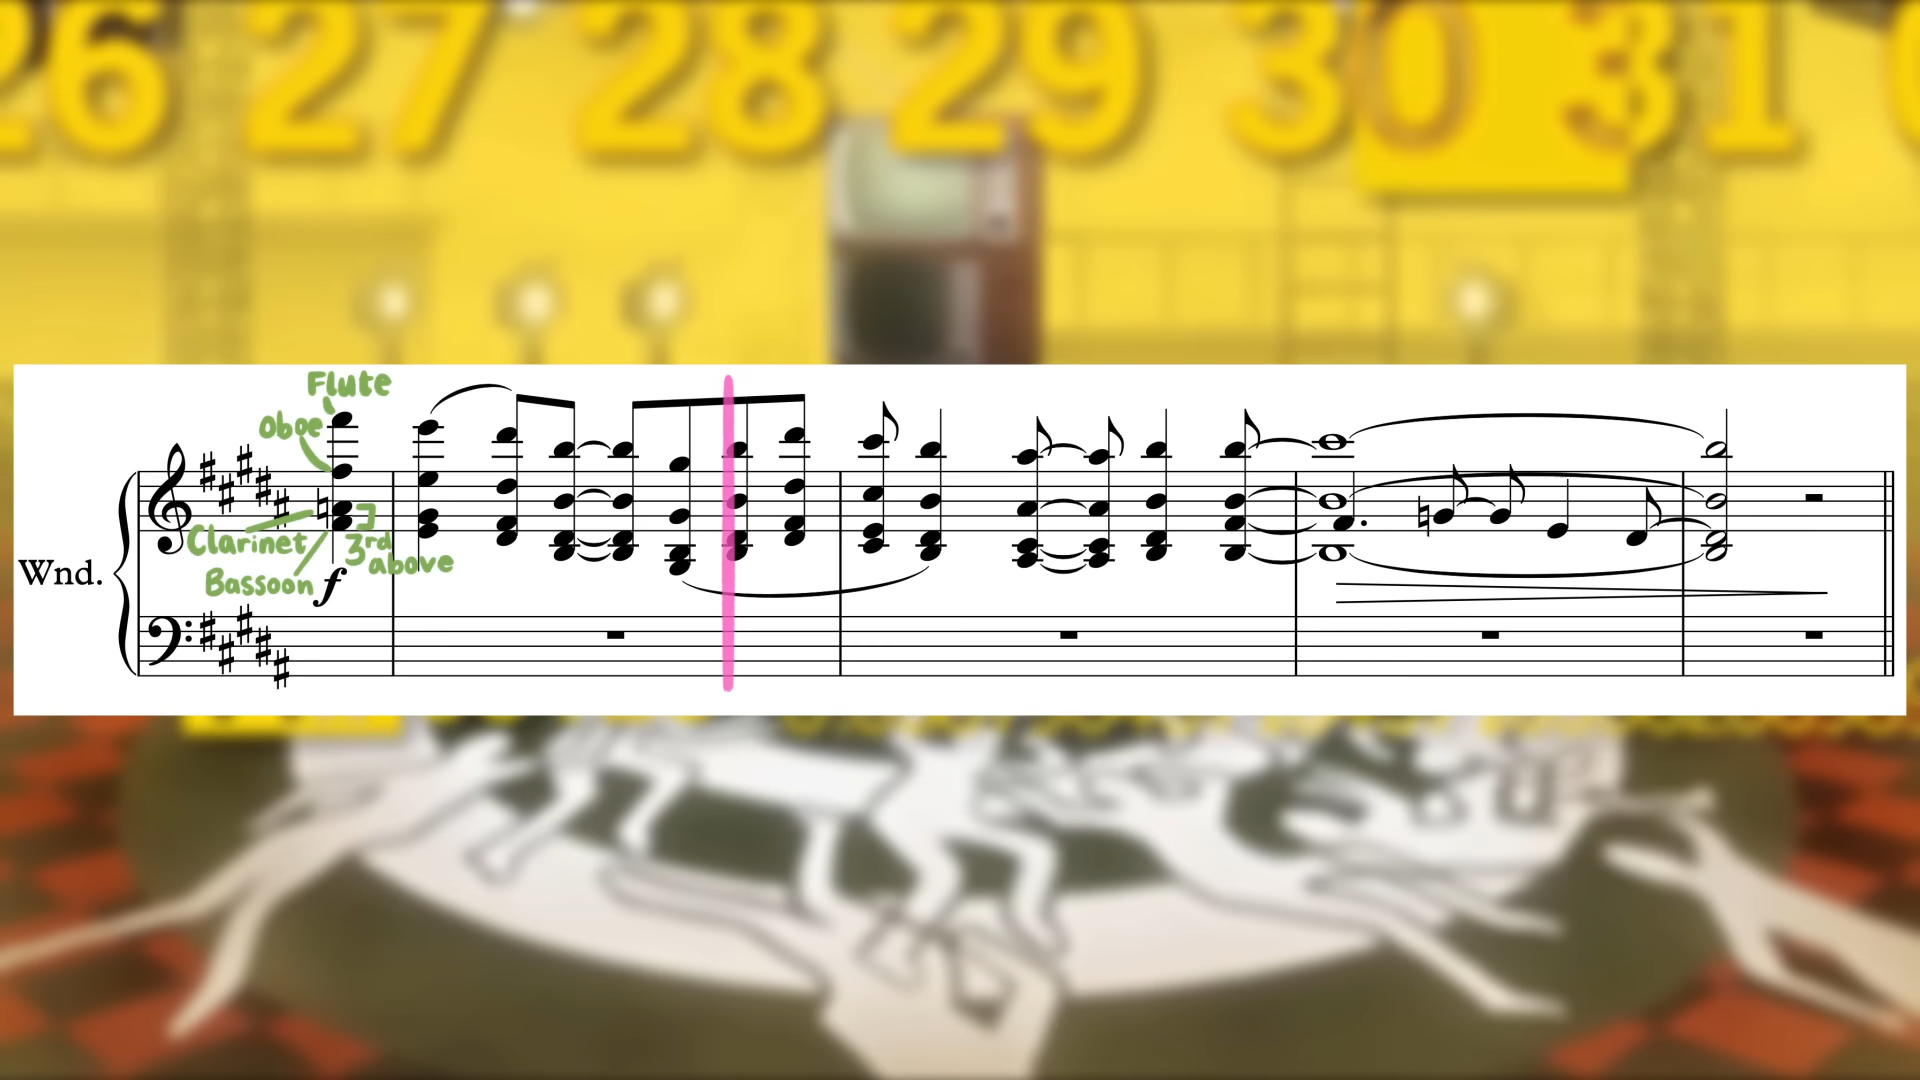 26 27 28 29 30 31
Flute
Oboe
Clarinet
3rd
above
Bassoon
Wnd.
f